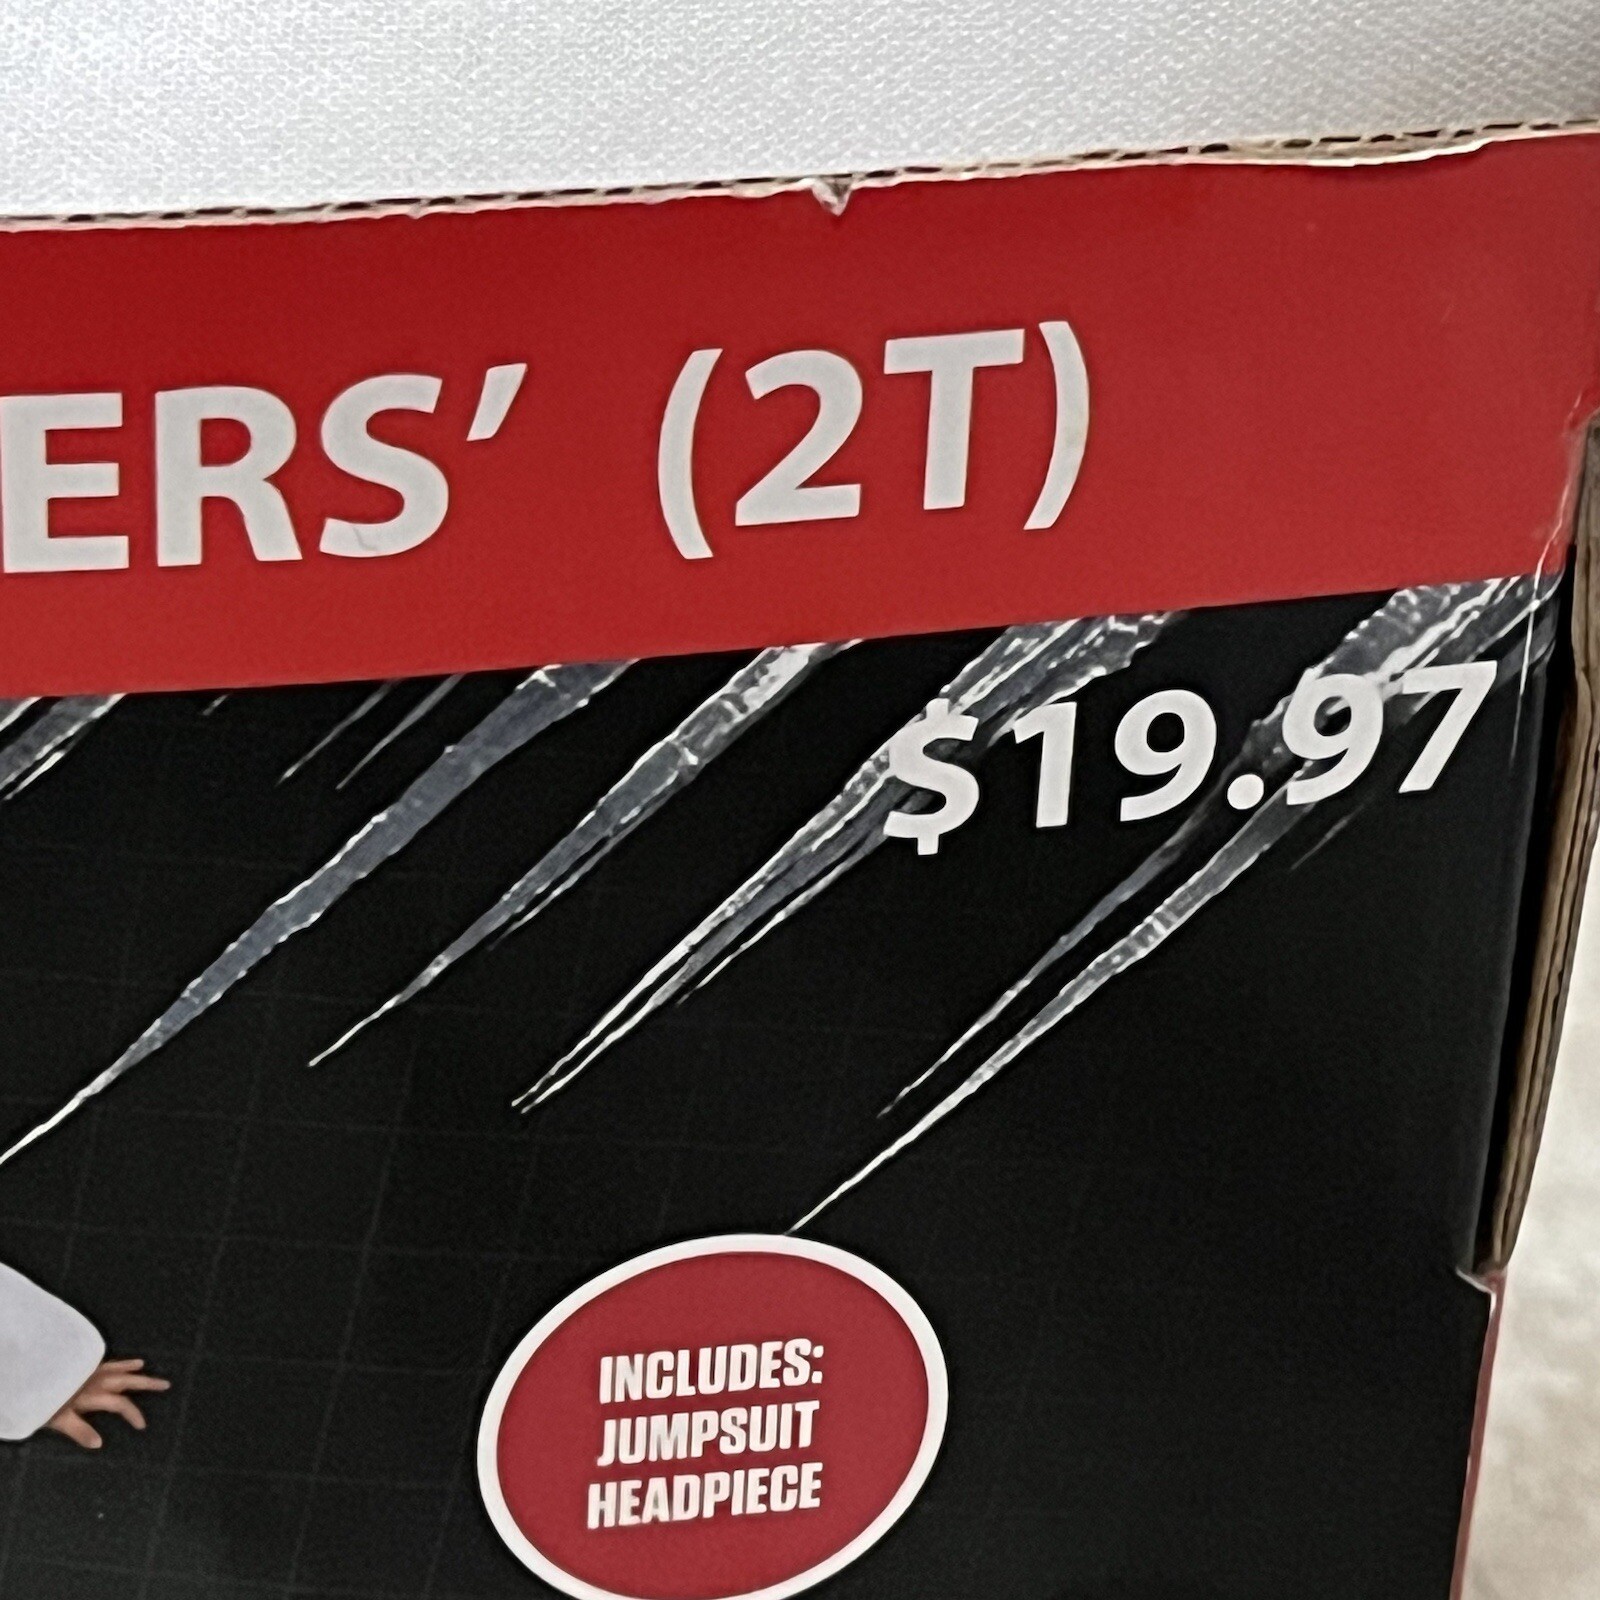 ERS’ (2T)
$19.97
INCLUDES:
JUMPSUIT
HEADPIECE